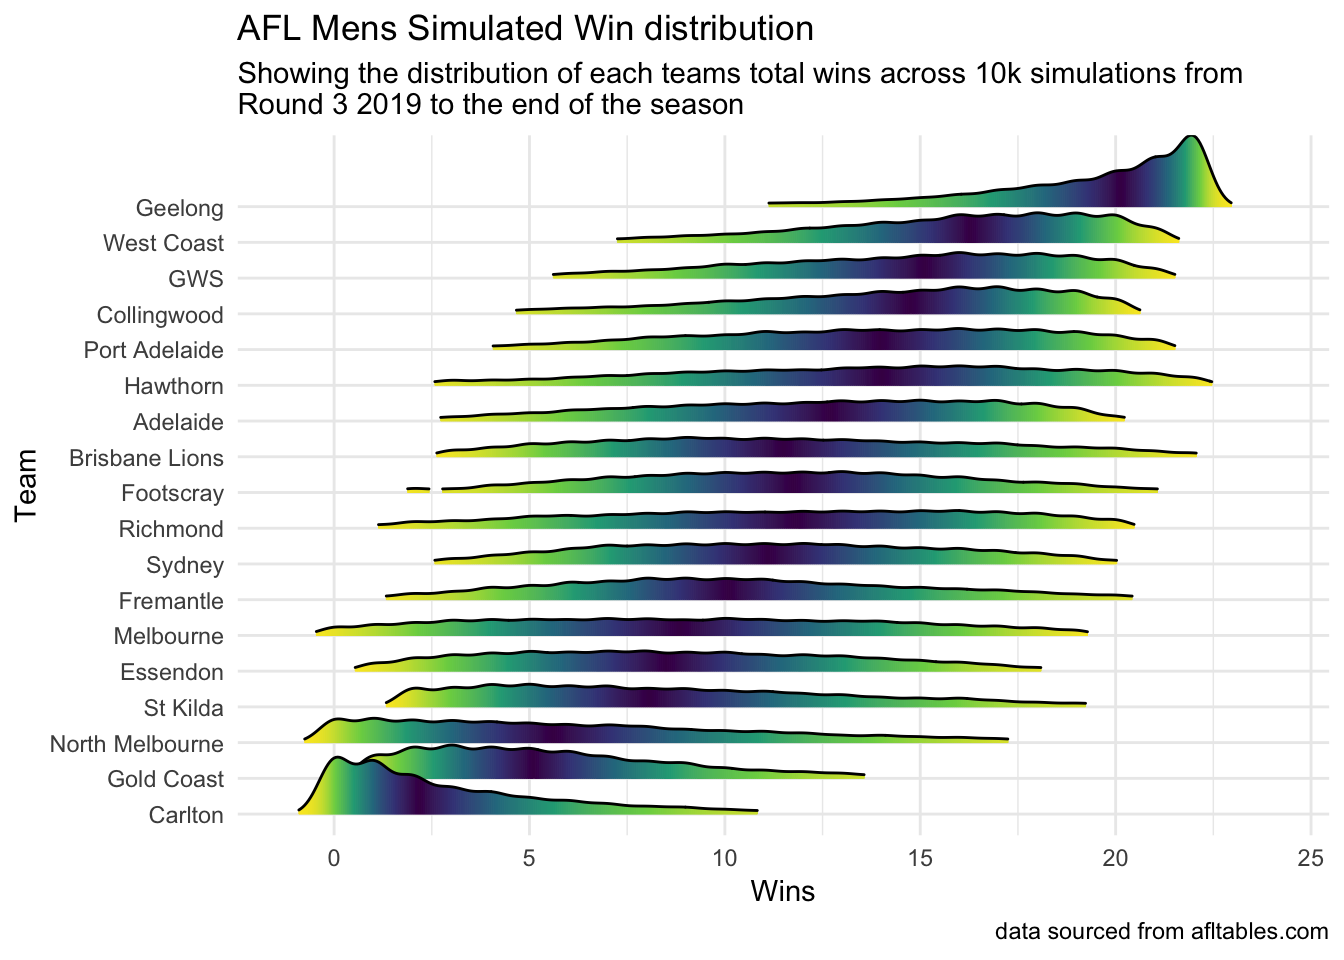 AFL Mens Simulated Win distribution
Showing the distribution of each teams total wins across 10k simulations from
Round 3 2019 to the end of the season
Team
Geelong
West Coast
GWS
Collingwood
Port Adelaide
Hawthorn
Adelaide
Brisbane Lions
Footscray
Richmond
Sydney
Fremantle
Melbourne
Essendon
St Kilda
North Melbourne
Gold Coast
Carlton
0 5 10 15 20 25
Wins
data sourced from afltables.com